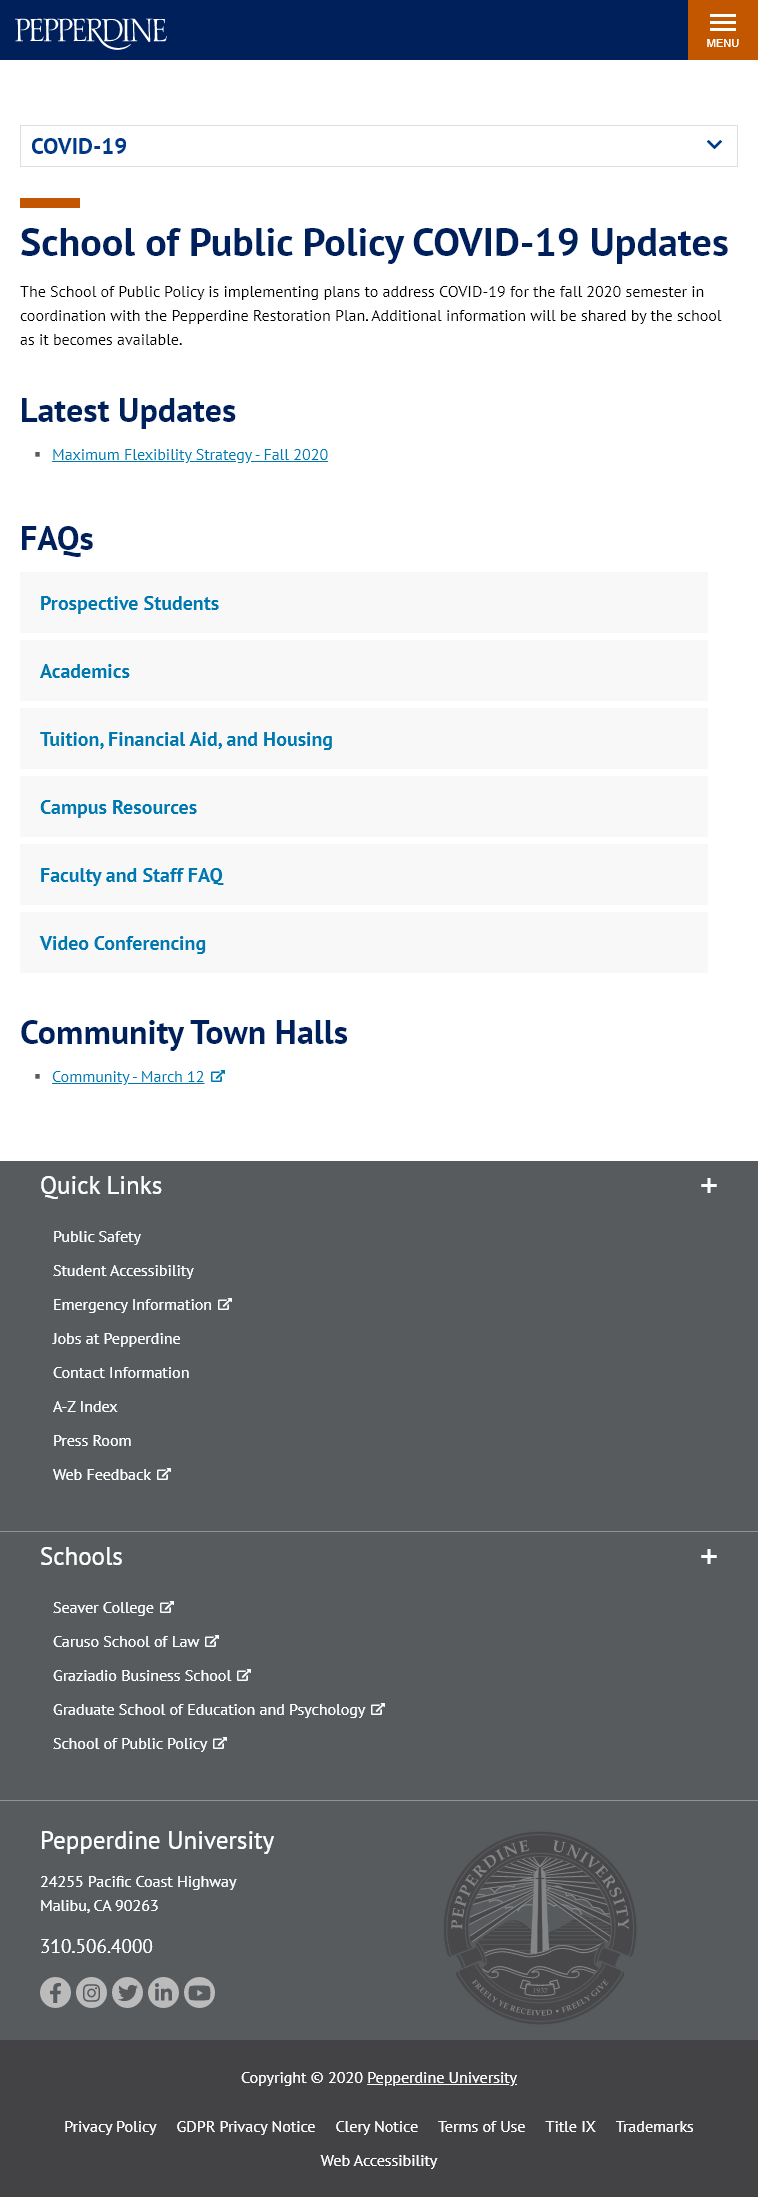 PEPPERDINE
MENU
COVID-19
School of Public Policy COVID-19 Updates
The School of Public Policy is implementing plans to address COVID-19 for the fall 2020 semester in
coordination with the Pepperdine Restoration Plan. Additional information will be shared by the school
as it becomes available.
Latest Updates
▪ Maximum Flexibility Strategy - Fall 2020
FAQs
Prospective Students
Academics
Tuition, Financial Aid, and Housing
Campus Resources
Faculty and Staff FAQ
Video Conferencing
Community Town Halls
▪ Community - March 12
Quick Links
Public Safety
Student Accessibility
Emergency Information
Jobs at Pepperdine
Contact Information
A-Z Index
Press Room
Web Feedback
Schools
Seaver College
Caruso School of Law
Graziadio Business School
Graduate School of Education and Psychology
School of Public Policy
Pepperdine University
24255 Pacific Coast Highway
Malibu, CA 90263
310.506.4000
PEPPERDINE UNIVERSITY
1937
FREELY YE RECEIVED • FREELY GIVE
Copyright © 2020 Pepperdine University
Privacy Policy GDPR Privacy Notice Clery Notice Terms of Use Title IX Trademarks
Web Accessibility